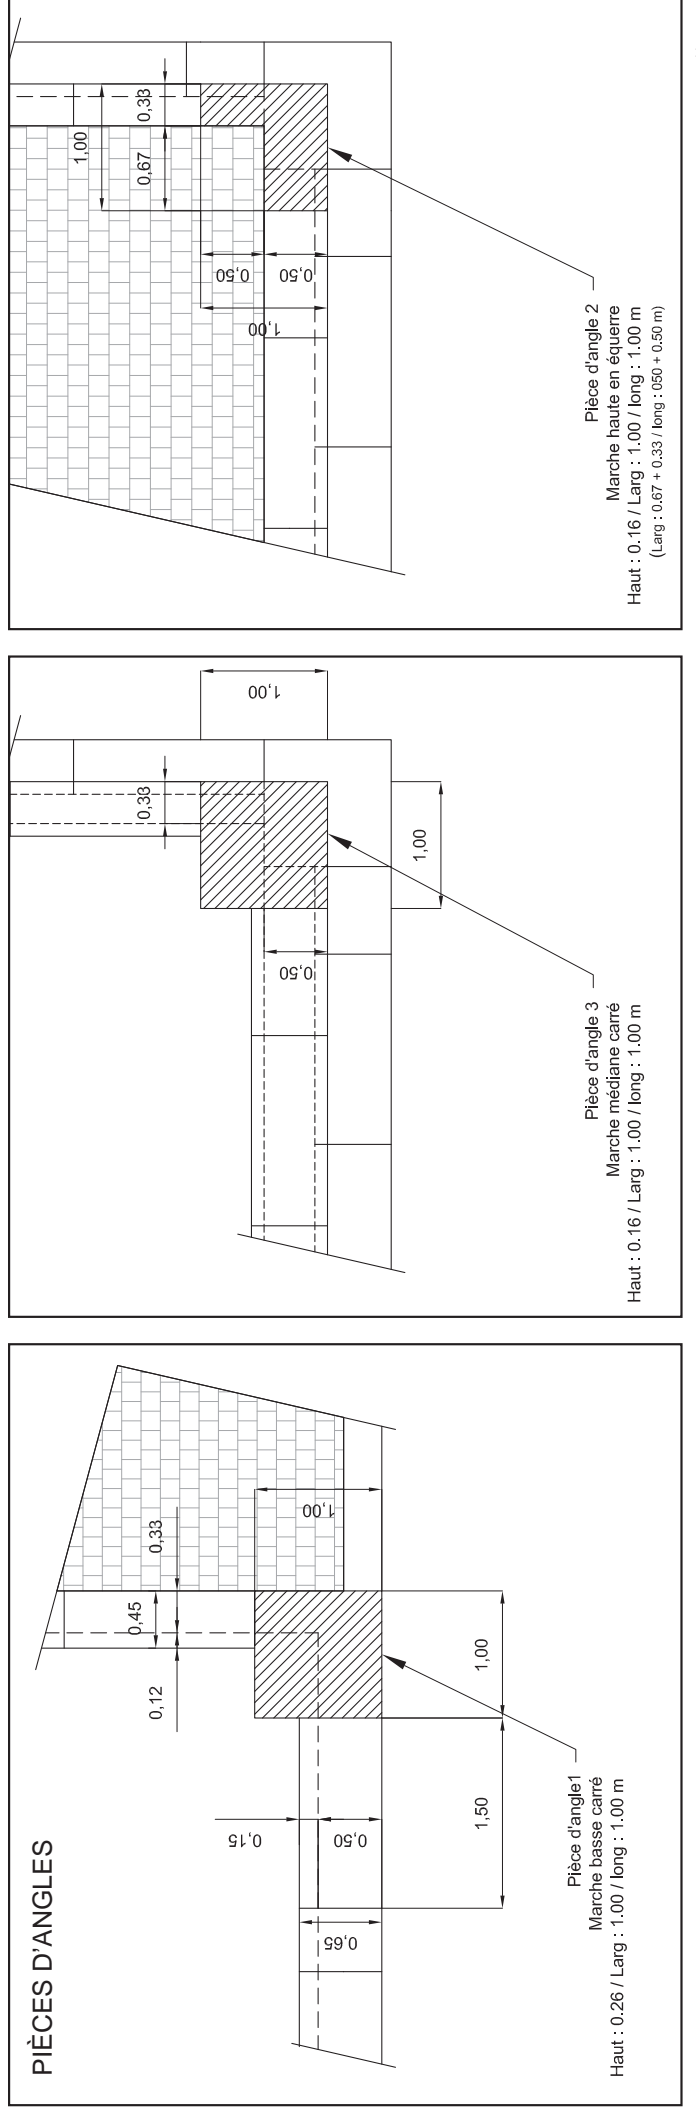 PIÈCES D'ANGLES
0,12
0,45
0,33
0,15
0,50
0,65
1,00
1,50
1,00
Pièce d'angle1
Marche basse carré
Haut : 0.26 / Larg : 1.00 / long : 1.00 m
0,33
1,00
0,50
1,00
Pièce d'angle 3
Marche médiane carré
Haut : 0.16 / Larg : 1.00 / long : 1.00 m
1,00
0,67
0,33
0,50
0,50
1,00
Pièce d'angle 2
Marche haute en équerre
Haut : 0.16 / Larg : 1.00 / long : 1.00 m
(Larg : 0.67 + 0.33 / long : 050 + 0.50 m)